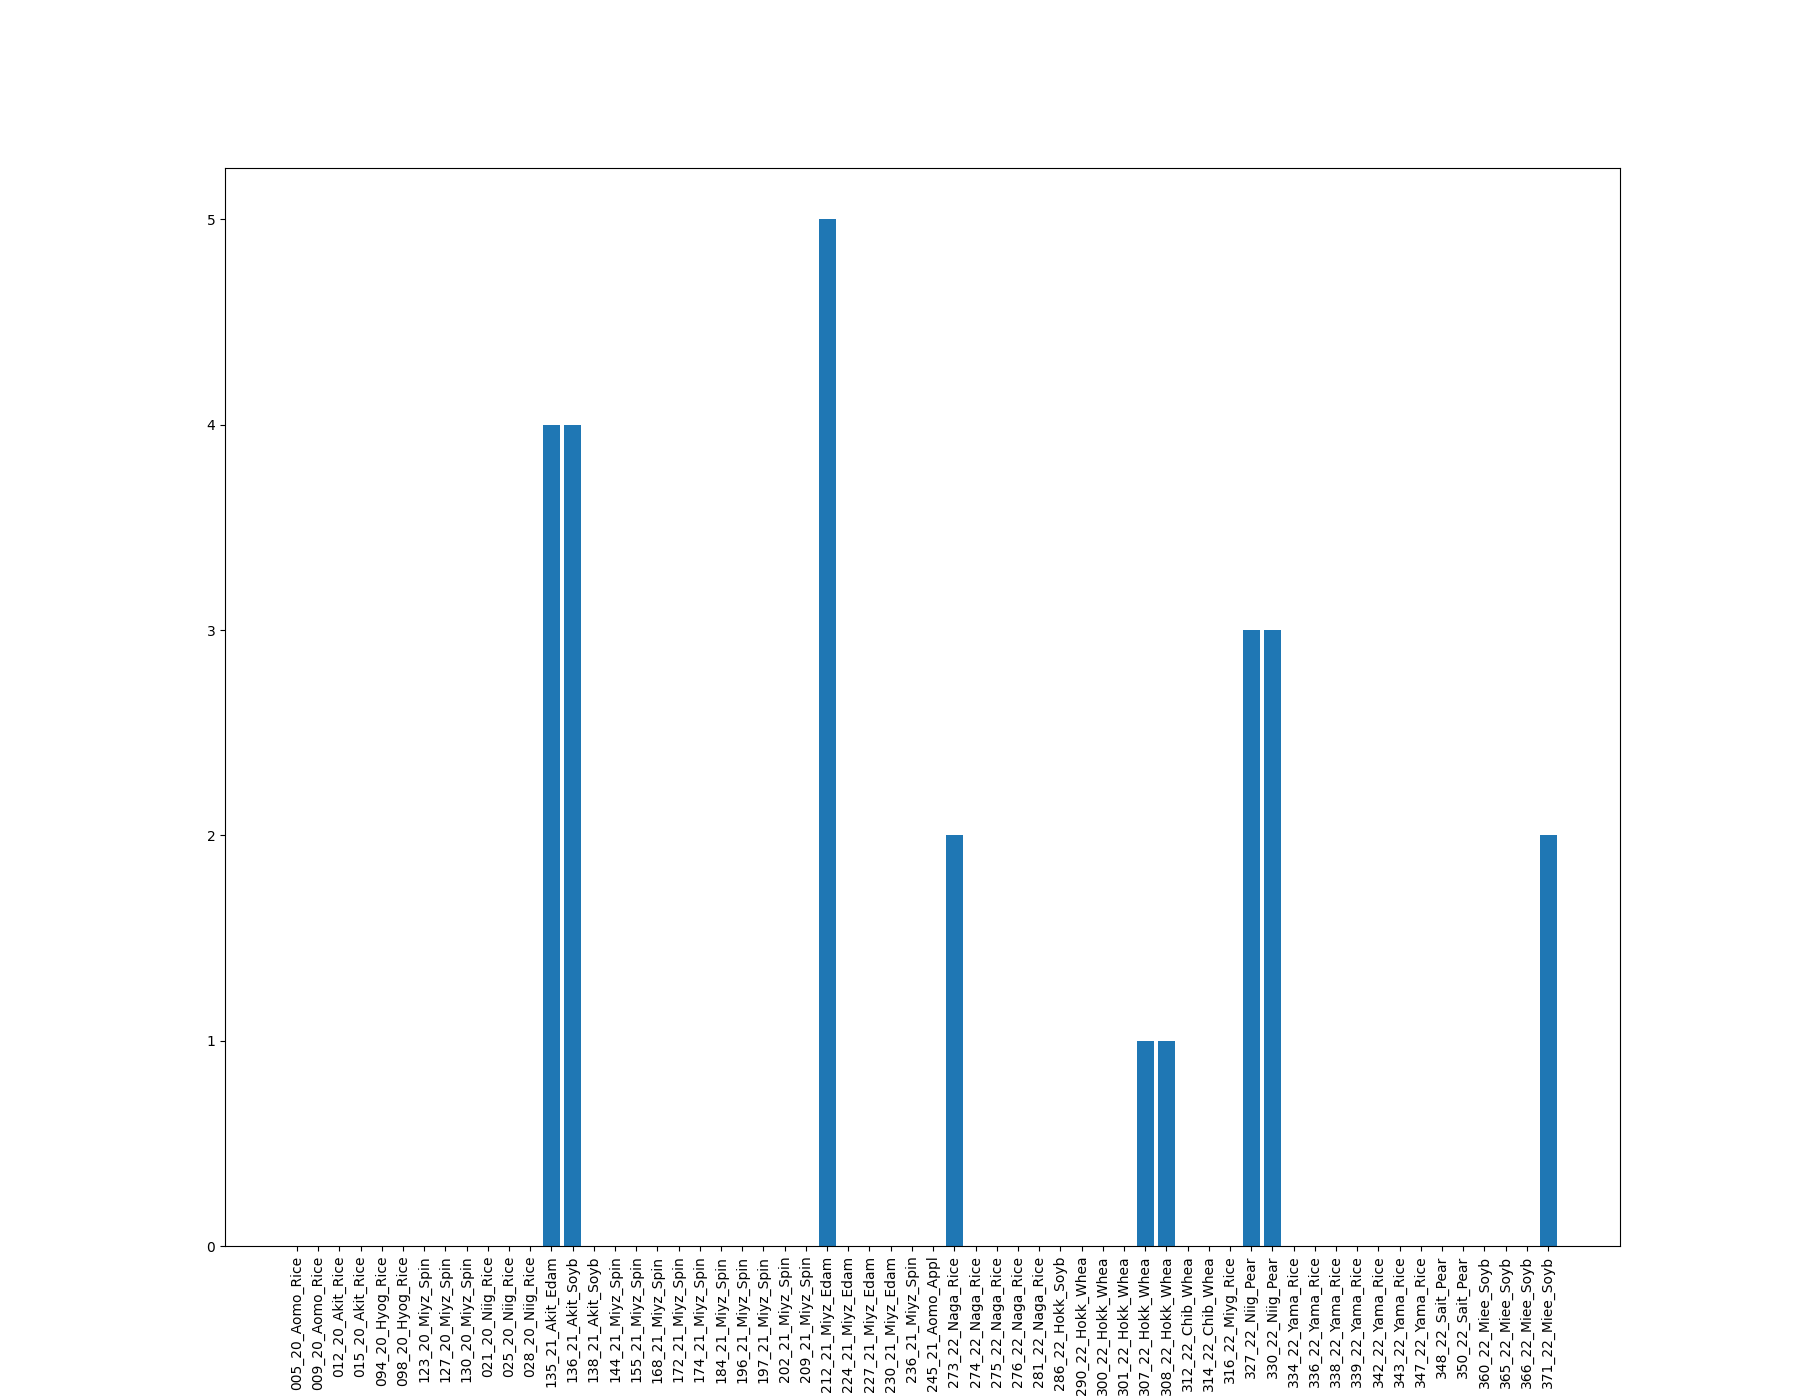 5
4
3
2
1
0
005_20_Aomo_Rice
009_20_Aomo_Rice
012_20_Akit_Rice
015_20_Akit_Rice
094_20_Hyog_Rice
098_20_Hyog_Rice
123_20_Miyz_Spin
127_20_Miyz_Spin
130_20_Miyz_Spin
021_20_Niig_Rice
025_20_Niig_Rice
028_20_Niig_Rice
135_21_Akit_Edam
136_21_Akit_Soyb
138_21_Akit_Soyb
144_21_Miyz_Spin
155_21_Miyz_Spin
168_21_Miyz_Spin
172_21_Miyz_Spin
174_21_Miyz_Spin
184_21_Miyz_Spin
196_21_Miyz_Spin
197_21_Miyz_Spin
202_21_Miyz_Spin
209_21_Miyz_Spin
212_21_Miyz_Edam
224_21_Miyz_Edam
227_21_Miyz_Edam
230_21_Miyz_Edam
236_21_Miyz_Spin
245_21_Aomo_Appl
273_22_Naga_Rice
274_22_Naga_Rice
275_22_Naga_Rice
276_22_Naga_Rice
281_22_Naga_Rice
286_22_Hokk_Soyb
290_22_Hokk_Whea
300_22_Hokk_Whea
301_22_Hokk_Whea
307_22_Hokk_Whea
308_22_Hokk_Whea
312_22_Chib_Whea
314_22_Chib_Whea
316_22_Miyg_Rice
327_22_Niig_Pear
330_22_Niig_Pear
334_22_Yama_Rice
336_22_Yama_Rice
338_22_Yama_Rice
339_22_Yama_Rice
342_22_Yama_Rice
343_22_Yama_Rice
347_22_Yama_Rice
348_22_Sait_Pear
350_22_Sait_Pear
360_22_Miee_Soyb
365_22_Miee_Soyb
366_22_Miee_Soyb
371_22_Miee_Soyb